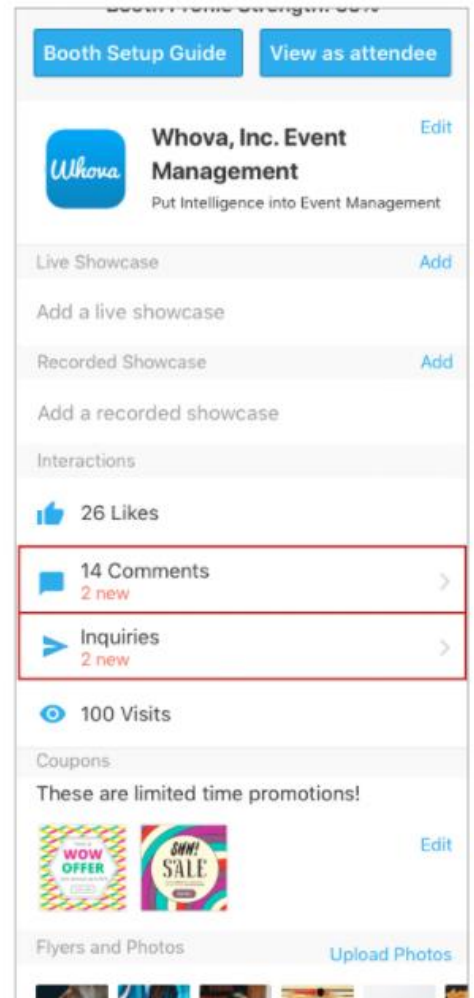 Booth Setup Guide
View as attendee
Whova
Whova, Inc. Event
Management
Edit
Put Intelligence into Event Management
Live Showcase
Add
Add a live showcase
Recorded Showcase
Add
Add a recorded showcase
Interactions
26 Likes
14 Comments
2 new
Inquiries
2 new
100 Visits
Coupons
These are limited time promotions!
WOW
OFFER
SHH!
SALE
Edit
Flyers and Photos
Upload Photos